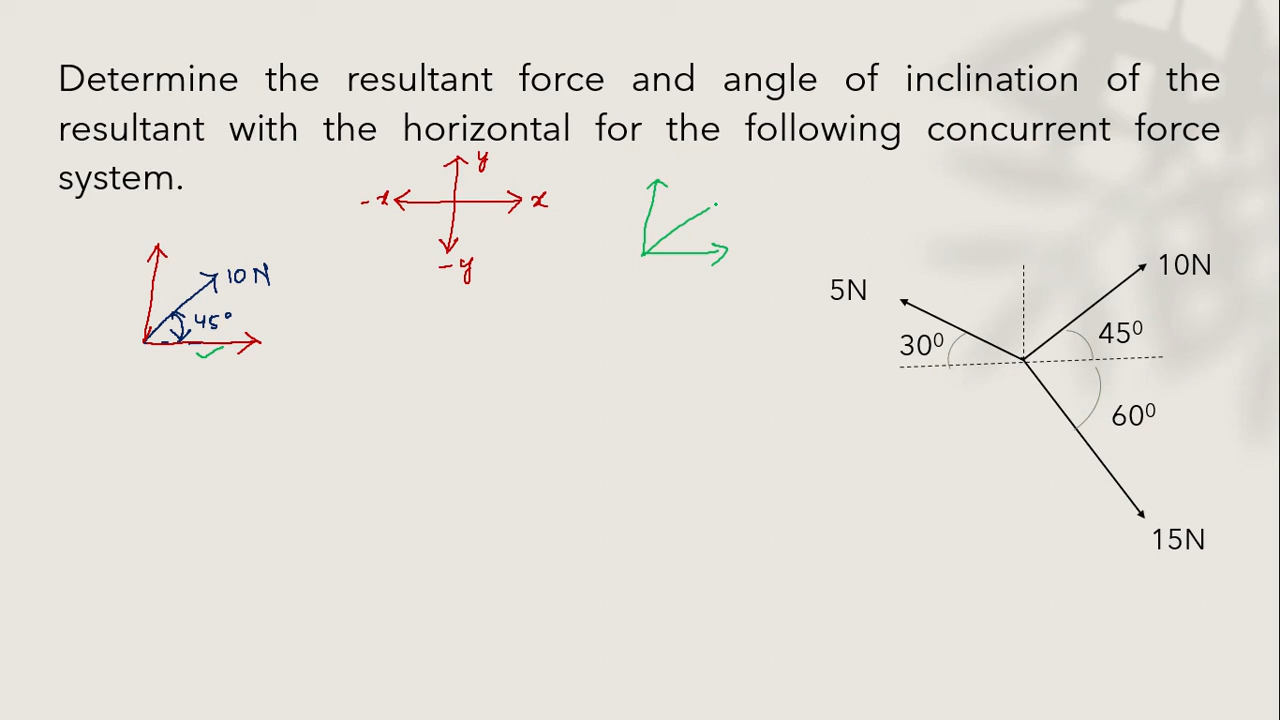 Determine the resultant force and angle of inclination of the
resultant with the horizontal for the following concurrent force
system.
y
-x x
-y
10 N
45°
10N
5N
45⁰
30⁰
60⁰
15N